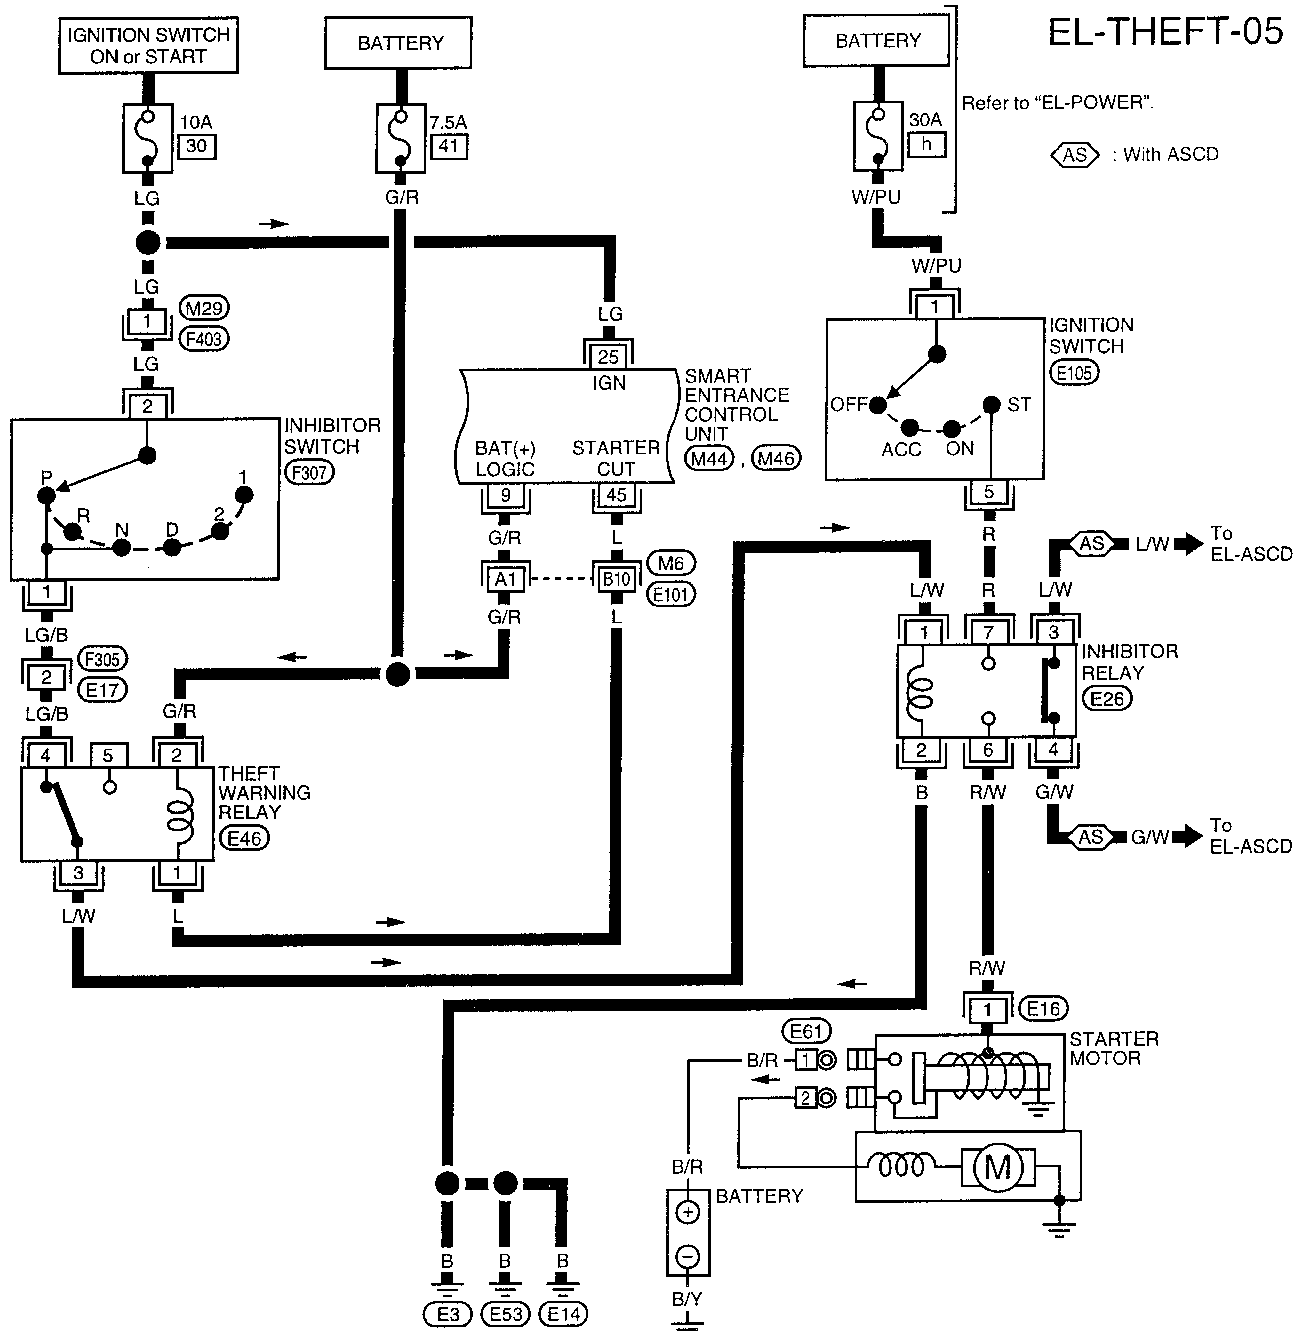 EL-THEFT-05
IGNITION SWITCH
ON or START
BATTERY
BATTERY
Refer to "EL-POWER".
AS : With ASCD
10A
30
7.5A
41
30A
h
LG
G/R
W/PU
W/PU
LG
1
M29
F403
LG
LG
25
IGN
SMART
ENTRANCE
CONTROL
UNIT
M44 , M46
BAT(+)
LOGIC
STARTER
CUT
9
45
1
IGNITION
SWITCH
E105
OFF
ACC
ON
ST
5
2
INHIBITOR
SWITCH
F307
P
R
N
D
2
1
1
G/R
L
A1
B10
M6
E101
G/R
L
R
R
AS
L/W
To
EL-ASCD
L/W
L/W
1
7
3
INHIBITOR
RELAY
E26
2
6
4
LG/B
2
F305
E17
LG/B
G/R
4
5
2
THEFT
WARNING
RELAY
E46
3
1
L/W
L
B
R/W
G/W
AS
G/W
To
EL-ASCD
R/W
1
E16
STARTER
MOTOR
E61
B/R
1
2
M
B/R
BATTERY
+
−
B/Y
B
B
B
E3
E53
E14